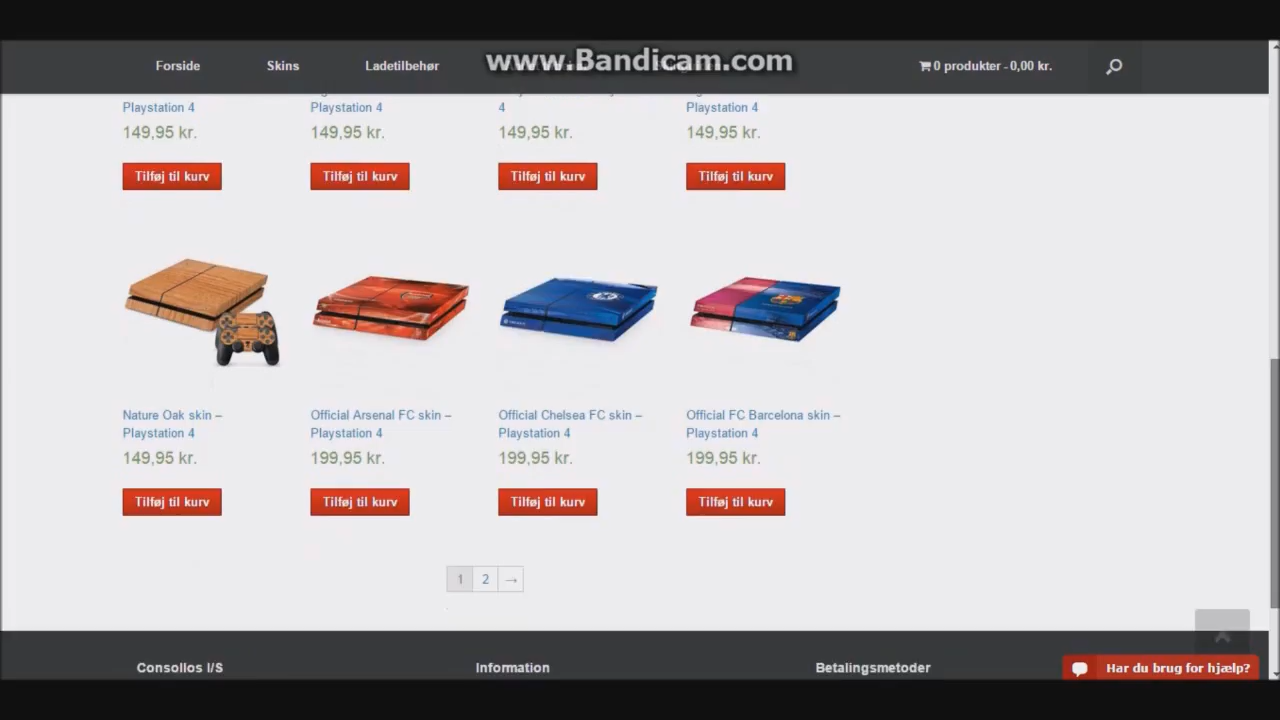 www.Bandicam.com
Forside
Skins
Ladetilbehør
0 produkter - 0,00 kr.
Playstation 4
Playstation 4
4
Playstation 4
149,95 kr.
149,95 kr.
149,95 kr.
149,95 kr.
Tilføj til kurv
Tilføj til kurv
Tilføj til kurv
Tilføj til kurv
Nature Oak skin –
Playstation 4
149,95 kr.
Tilføj til kurv
Official Arsenal FC skin –
Playstation 4
199,95 kr.
Tilføj til kurv
Official Chelsea FC skin –
Playstation 4
199,95 kr.
Tilføj til kurv
Official FC Barcelona skin –
Playstation 4
199,95 kr.
Tilføj til kurv
1 2 →
Consollos I/S
Information
Betalingsmetoder
Har du brug for hjælp?